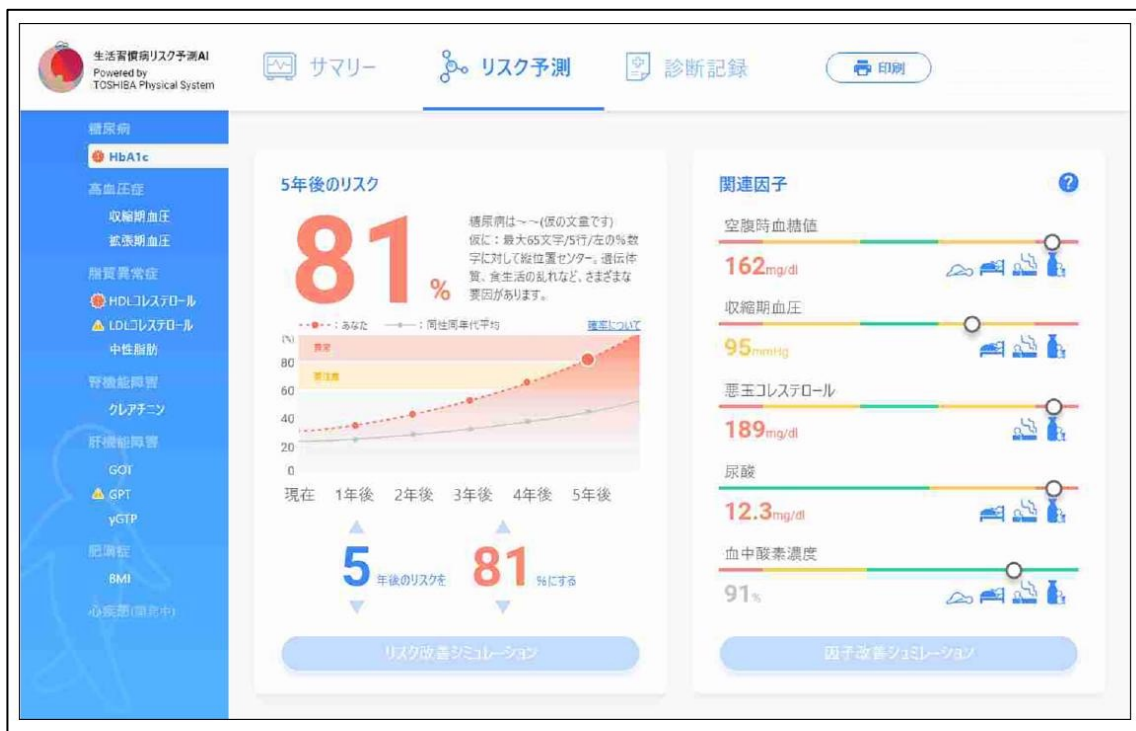 生活習慣病リスク予測AI
Powered by
TOSHIBA Physical System
サマリー
リスク予測
診断記録
印刷
糖尿病
HbA1c
高血圧症
収縮期血圧
拡張期血圧
脂質異常症
HDLコレステロール
LDLコレステロール
中性脂肪
腎機能障害
クレアチニン
肝機能障害
GOT
GPT
γGTP
肥満症
BMI
心疾患(開発中)
5年後のリスク
81%
糖尿病は~~(仮の文章です)
仮に:最大65文字/5行/左の%数
字に対して縦位置センター。遺伝体
質、食生活の乱れなど、さまざまな
要因があります。
:あなた :同性同年代平均 確率について
(%)
異常
80
要注意
60
40
20
0
現在 1年後 2年後 3年後 4年後 5年後
5年後のリスクを 81%にする
リスク改善シミュレーション
関連因子
?
空腹時血糖値
162mg/dl
収縮期血圧
95mmHg
悪玉コレステロール
189mg/dl
尿酸
12.3mg/dl
血中酸素濃度
91%
因子改善シュミレーション